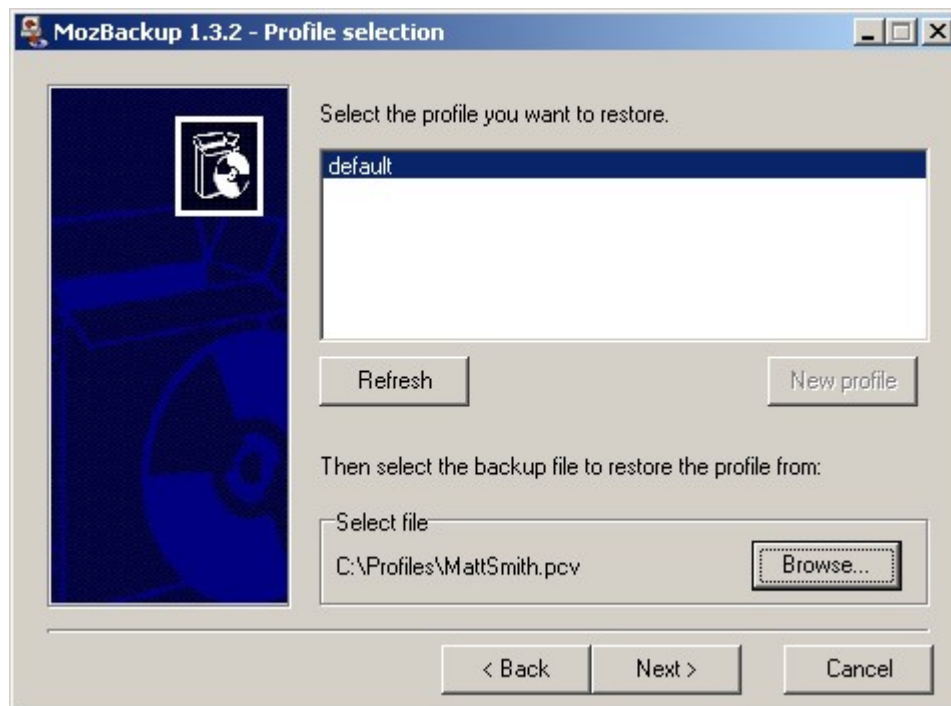 MozBackup 1.3.2 - Profile selection
Select the profile you want to restore.
default
Refresh
New profile
Then select the backup file to restore the profile from:
Select file
C:\Profiles\MattSmith.pcv
Browse...
< Back
Next >
Cancel